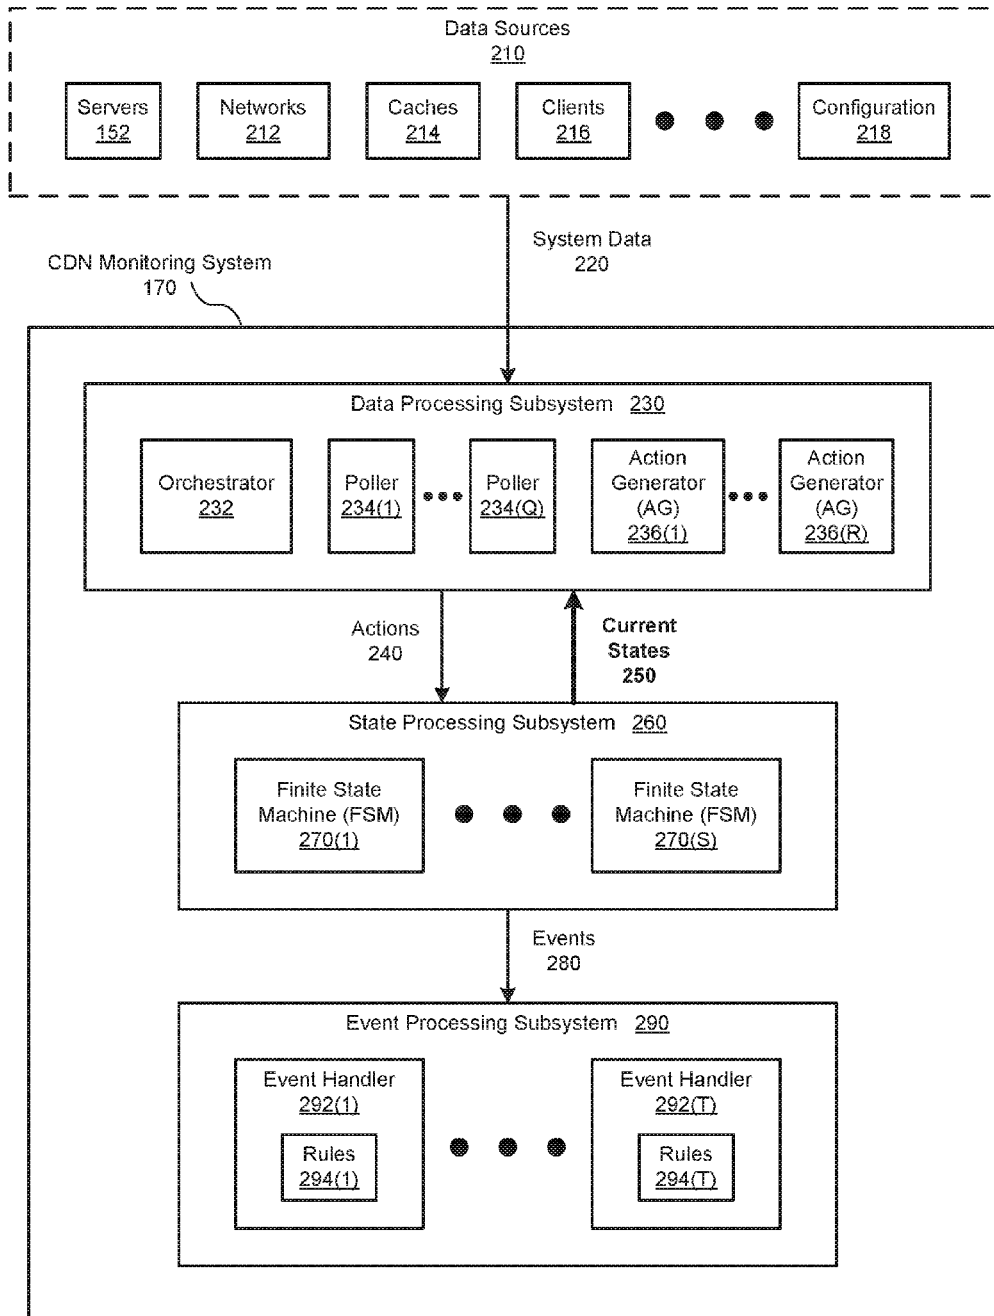 Data Sources
210
Servers
152
Networks
212
Caches
214
Clients
216
Configuration
218
System Data
220
CDN Monitoring System
170
Data Processing Subsystem 230
Orchestrator
232
Poller
234(1)
Poller
234(Q)
Action
Generator
(AG)
236(1)
Action
Generator
(AG)
236(R)
Actions
240
Current
States
250
State Processing Subsystem 260
Finite State
Machine (FSM)
270(1)
Finite State
Machine (FSM)
270(S)
Events
280
Event Processing Subsystem 290
Event Handler
292(1)
Rules
294(1)
Event Handler
292(T)
Rules
294(T)